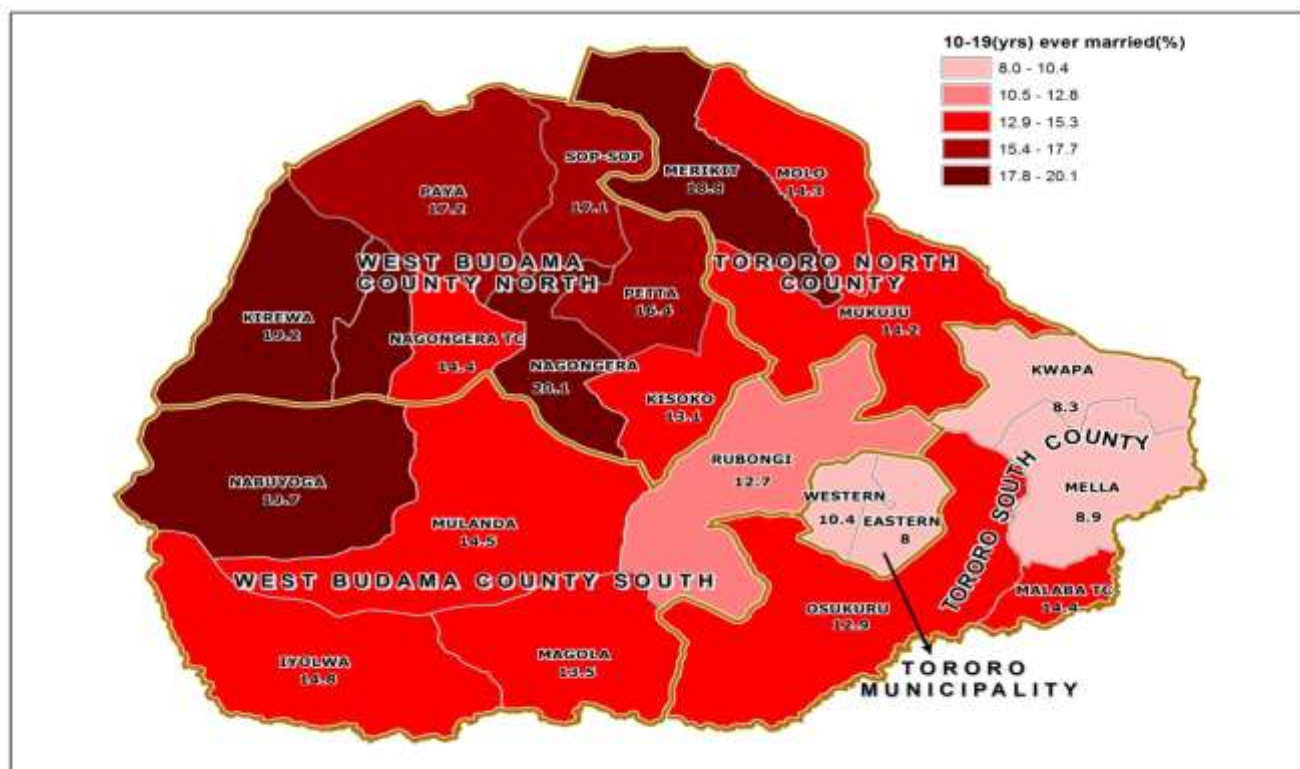 10-19(yrs) ever married(%)
8.0 - 10.4
10.5 - 12.8
12.9 - 15.3
15.4 - 17.7
17.8 - 20.1
SOP-SOP
17.1
MERIKIT
18.8
MOLO
14.3
PAYA
17.2
WEST BUDAMA
COUNTY NORTH
TORORO NORTH
COUNTY
PETTA
16.4
KIREWA
19.2
MUKUJU
14.2
NAGONGERA TC
14.4
NAGONGERA
20.1
KISOKO
13.1
KWAPA
8.3
TORORO SOUTH COUNTY
RUBONGI
12.7
NABUYOGA
19.7
WESTERN
10.4
EASTERN
8
MELLA
8.9
MULANDA
14.5
WEST BUDAMA COUNTY SOUTH
MALABA TC
14.4
OSUKURU
12.9
IYOLWA
14.8
MAGOLA
13.5
TORORO
MUNICIPALITY